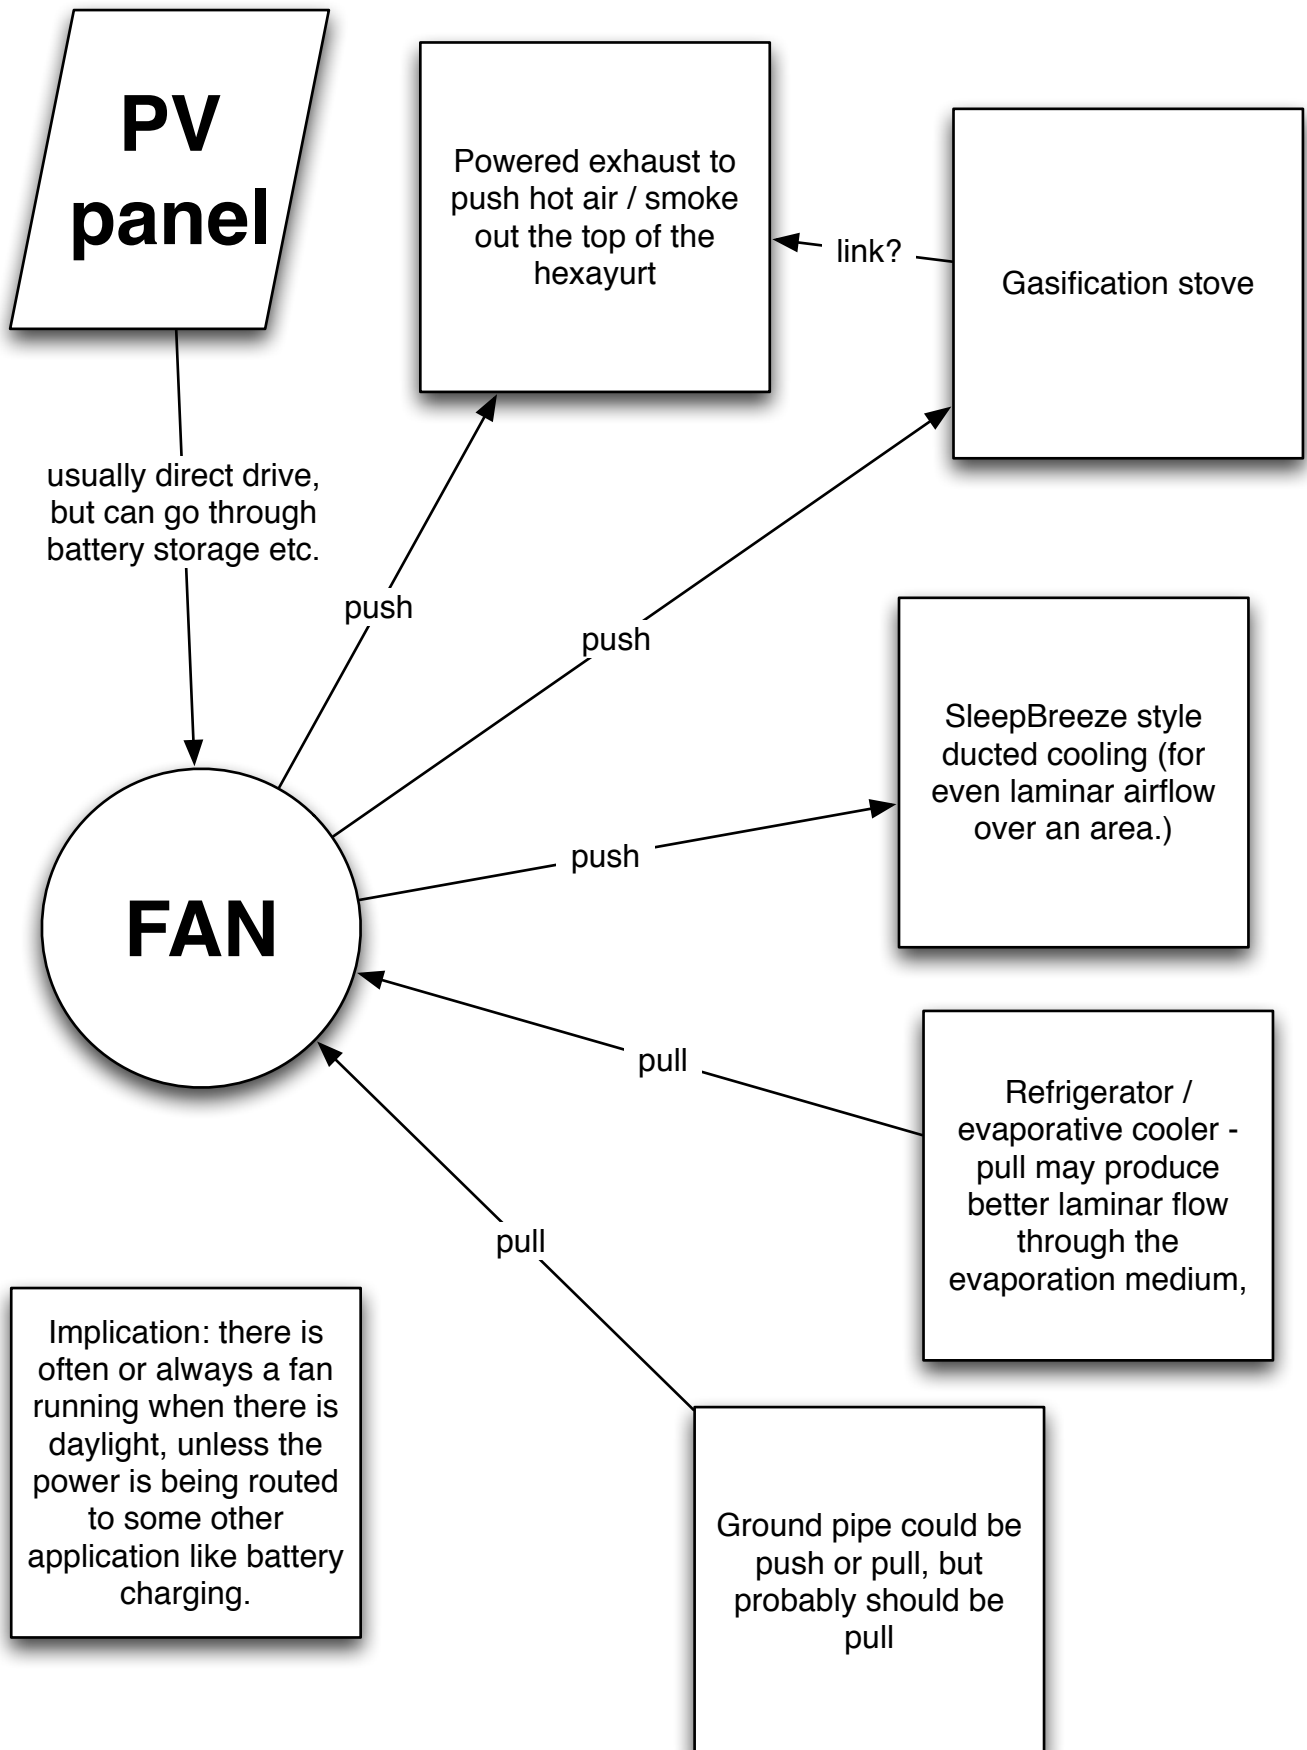 PV
panel
Powered exhaust to
push hot air / smoke
out the top of the
hexayurt
link?
Gasification stove
usually direct drive,
but can go through
battery storage etc.
push
push
SleepBreeze style
ducted cooling (for
even laminar airflow
over an area.)
push
FAN
pull
Refrigerator /
evaporative cooler -
pull may produce
better laminar flow
through the
evaporation medium,
pull
Implication: there is
often or always a fan
running when there is
daylight, unless the
power is being routed
to some other
application like battery
charging.
Ground pipe could be
push or pull, but
probably should be
pull